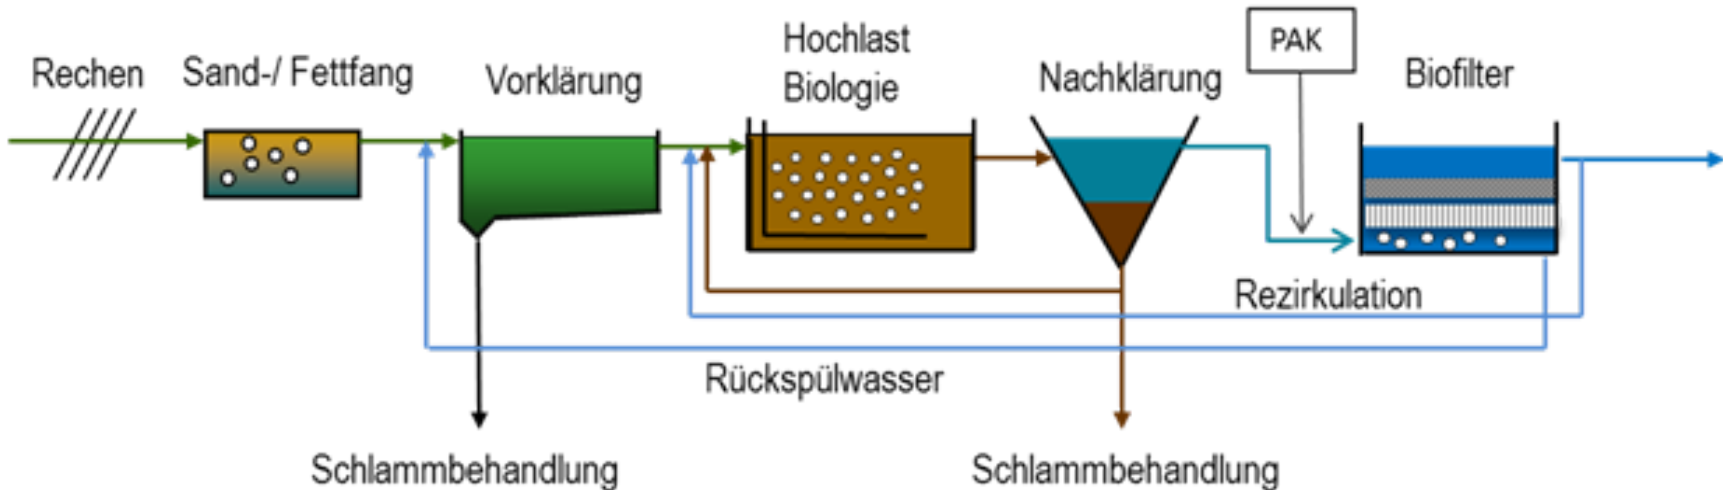 Rechen
Sand-/ Fettfang
Vorklärung
Hochlast
Biologie
Nachklärung
PAK
Biofilter
Rezirkulation
Rückspülwasser
Schlammbehandlung
Schlammbehandlung